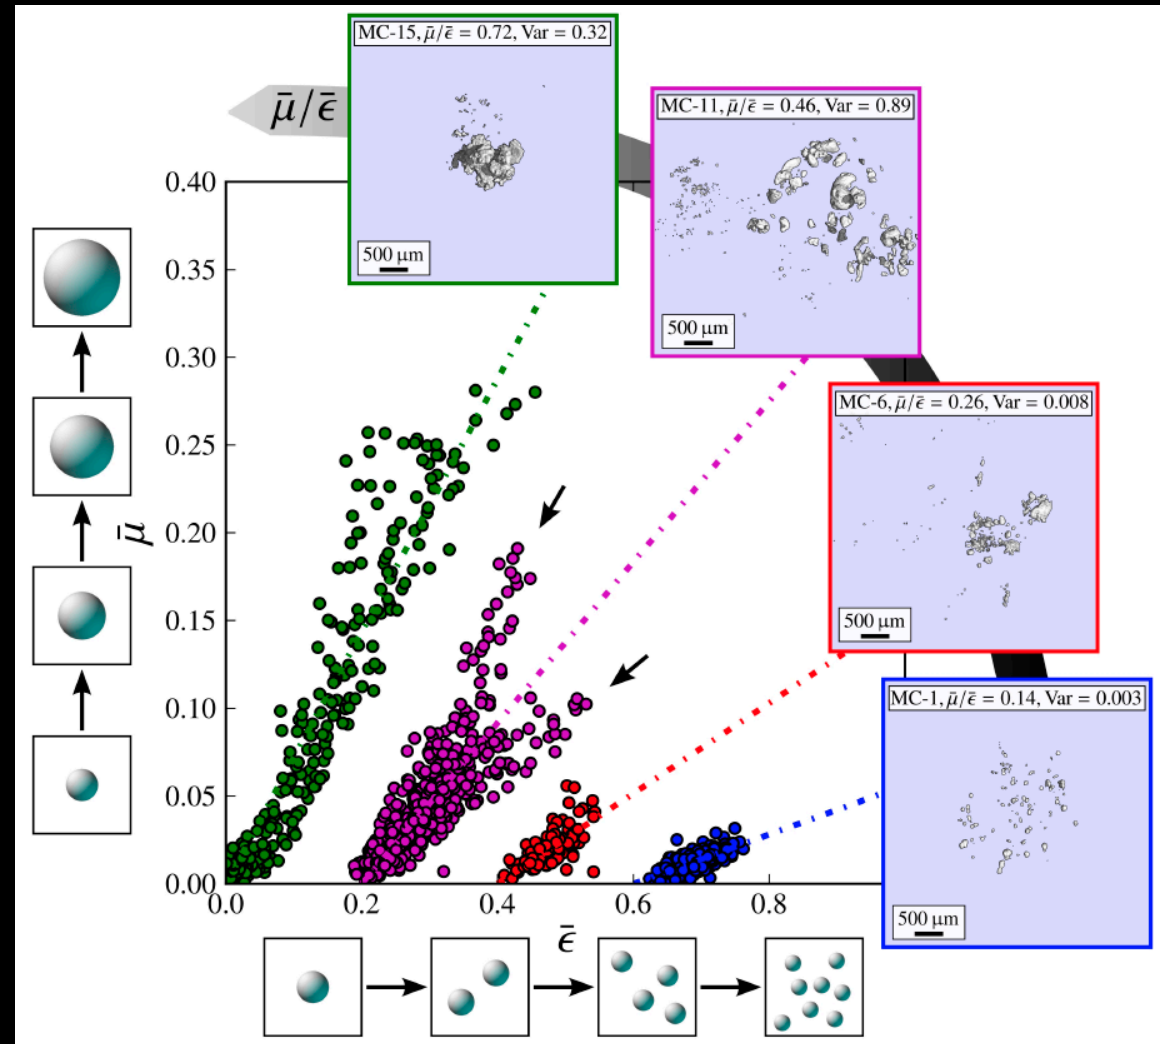 MC-15, μ̄/ε̄ = 0.72, Var = 0.32
500 μm
μ̄/ε̄
MC-11, μ̄/ε̄ = 0.46, Var = 0.89
500 μm
MC-6, μ̄/ε̄ = 0.26, Var = 0.008
500 μm
MC-1, μ̄/ε̄ = 0.14, Var = 0.003
500 μm
0.40
0.35
0.30
0.25
0.20
0.15
0.10
0.05
0.00
μ̄
0.0 0.2 0.4 0.6 0.8
ε̄